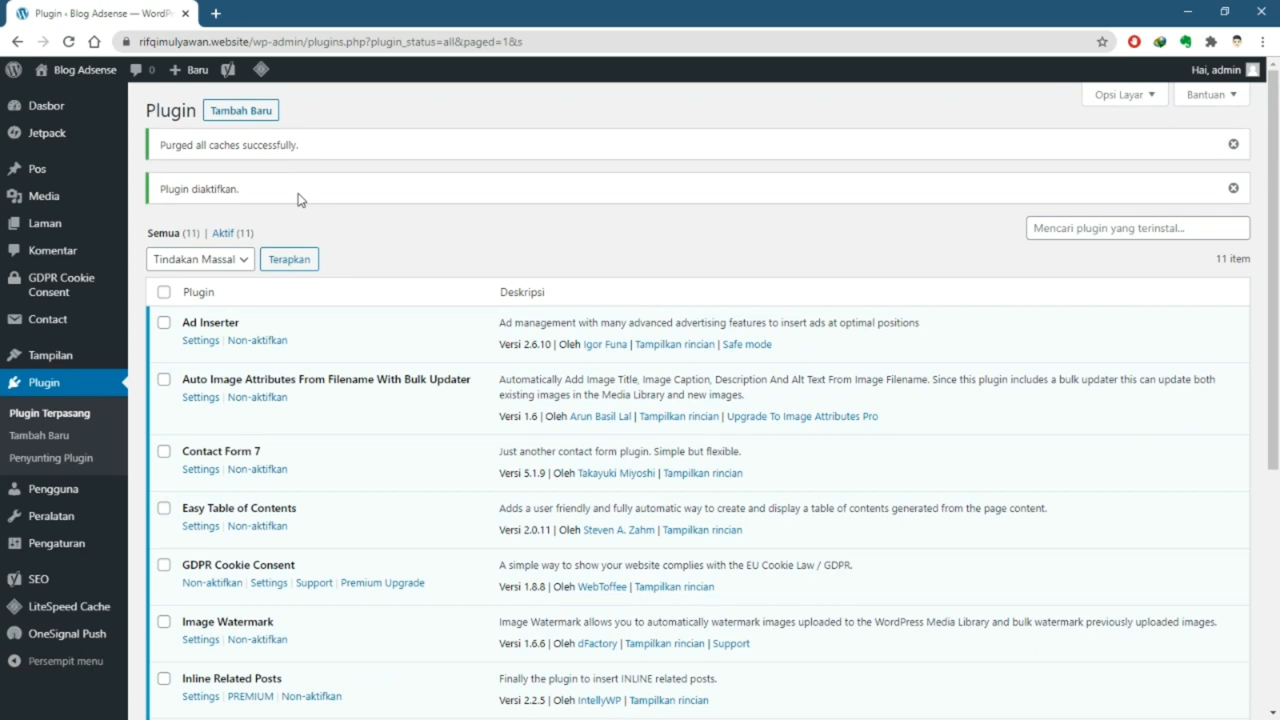 Plugin ‹ Blog Adsense — WordPr
rifqimulyawan.website/wp-admin/plugins.php?plugin_status=all&paged=1&s
Blog Adsense 0 Baru Hai, admin
Dasbor
Jetpack
Pos
Media
Laman
Komentar
GDPR Cookie
Consent
Contact
Tampilan
Plugin
Plugin Terpasang
Tambah Baru
Penyunting Plugin
Pengguna
Peralatan
Pengaturan
SEO
LiteSpeed Cache
OneSignal Push
Persempit menu
Opsi Layar Bantuan
Plugin Tambah Baru
Purged all caches successfully.
Plugin diaktifkan.
Semua (11) | Aktif (11)
Mencari plugin yang terinstal...
Tindakan Massal Terapkan 11 item
Plugin Deskripsi
Ad Inserter
Settings | Non-aktifkan
Ad management with many advanced advertising features to insert ads at optimal positions
Versi 2.6.10 | Oleh Igor Funa | Tampilkan rincian | Safe mode
Auto Image Attributes From Filename With Bulk Updater
Settings | Non-aktifkan
Automatically Add Image Title, Image Caption, Description And Alt Text From Image Filename. Since this plugin includes a bulk updater this can update both
existing images in the Media Library and new images.
Versi 1.6 | Oleh Arun Basil Lal | Tampilkan rincian | Upgrade To Image Attributes Pro
Contact Form 7
Settings | Non-aktifkan
Just another contact form plugin. Simple but flexible.
Versi 5.1.9 | Oleh Takayuki Miyoshi | Tampilkan rincian
Easy Table of Contents
Settings | Non-aktifkan
Adds a user friendly and fully automatic way to create and display a table of contents generated from the page content.
Versi 2.0.11 | Oleh Steven A. Zahm | Tampilkan rincian
GDPR Cookie Consent
Non-aktifkan | Settings | Support | Premium Upgrade
A simple way to show your website complies with the EU Cookie Law / GDPR.
Versi 1.8.8 | Oleh WebToffee | Tampilkan rincian
Image Watermark
Settings | Non-aktifkan
Image Watermark allows you to automatically watermark images uploaded to the WordPress Media Library and bulk watermark previously uploaded images.
Versi 1.6.6 | Oleh dFactory | Tampilkan rincian | Support
Inline Related Posts
Settings | PREMIUM | Non-aktifkan
Finally the plugin to insert INLINE related posts.
Versi 2.2.5 | Oleh IntellyWP | Tampilkan rincian